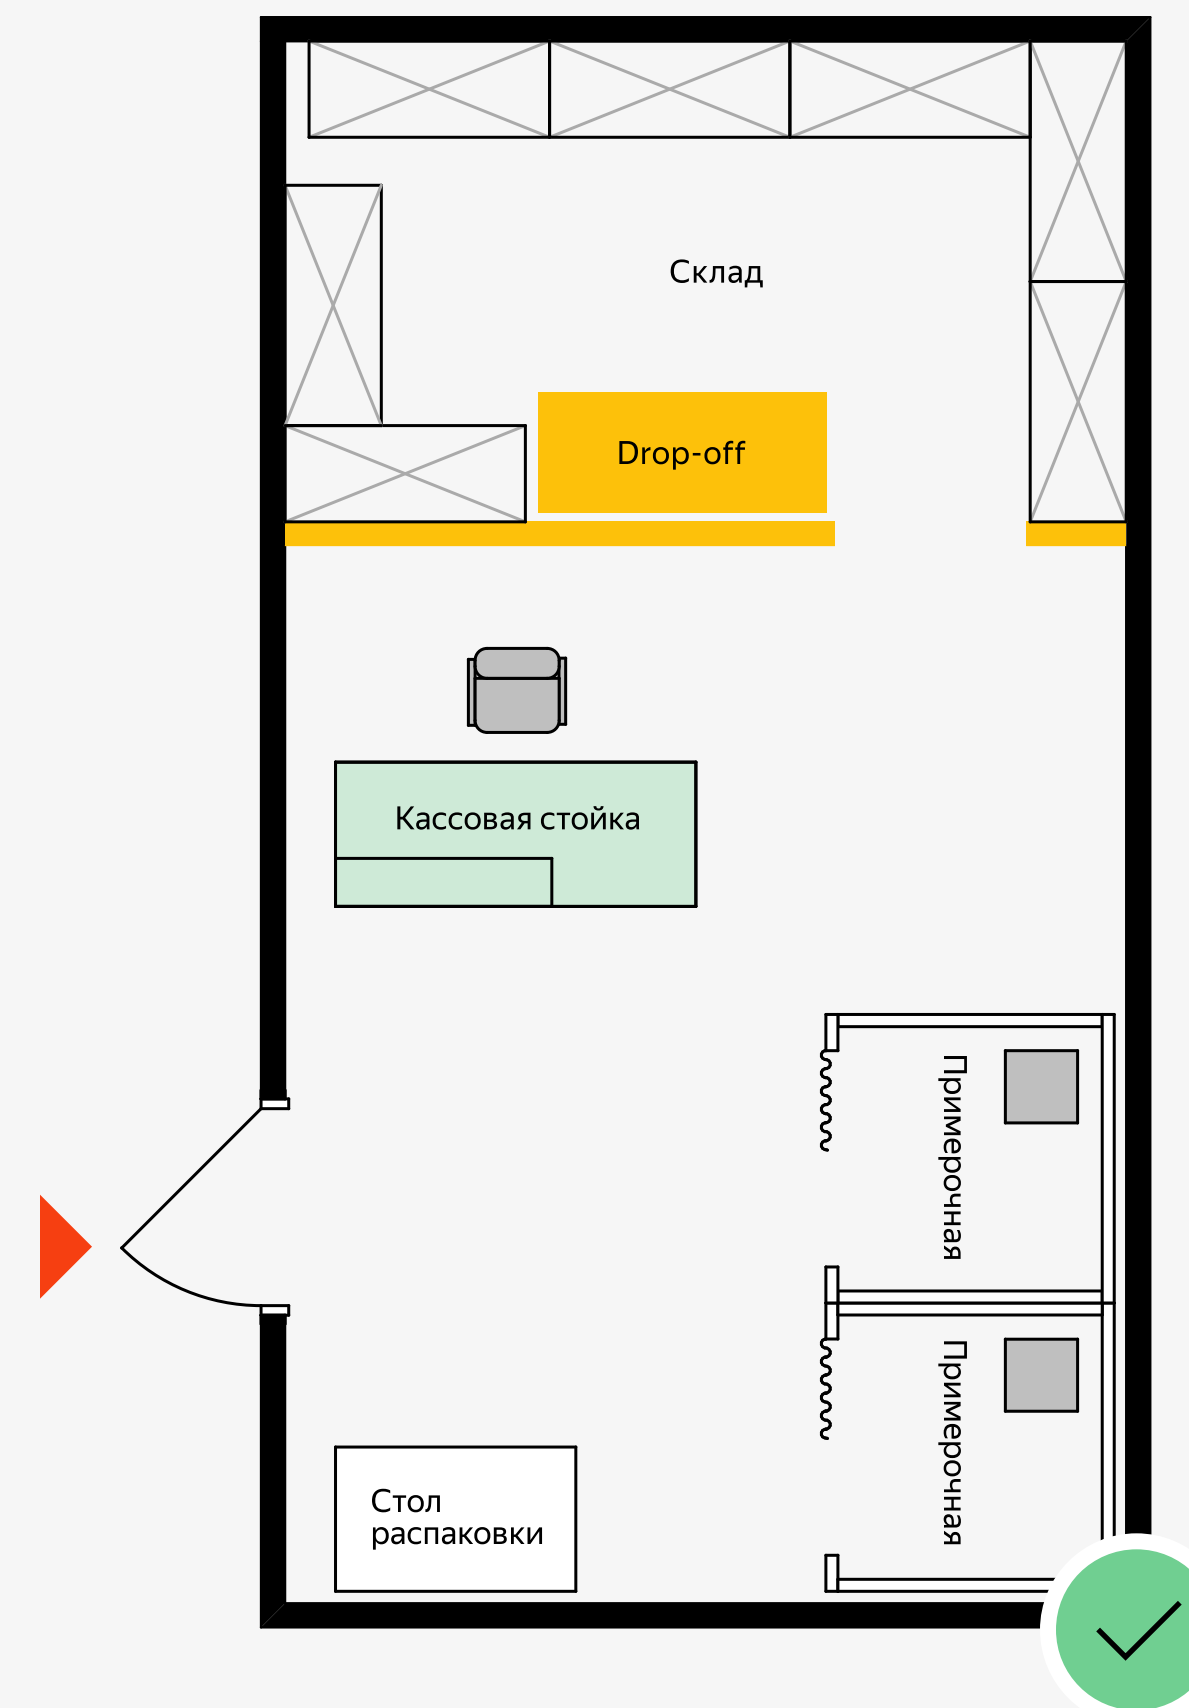 Склад
Drop-off
Кассовая стойка
Примерочная
Примерочная
Стол
распаковки